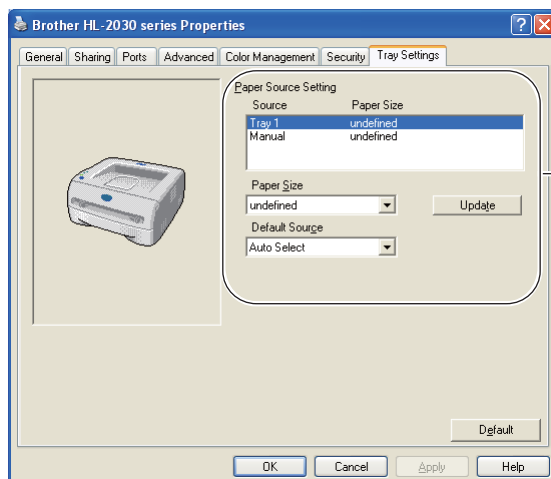 Brother HL-2030 series Properties
General Sharing Ports Advanced Color Management Security Tray Settings
Paper Source Setting
Source Paper Size
Tray 1 undefined
Manual undefined
Paper Size
undefined Update
Default Source
Auto Select
Default
OK Cancel Apply Help